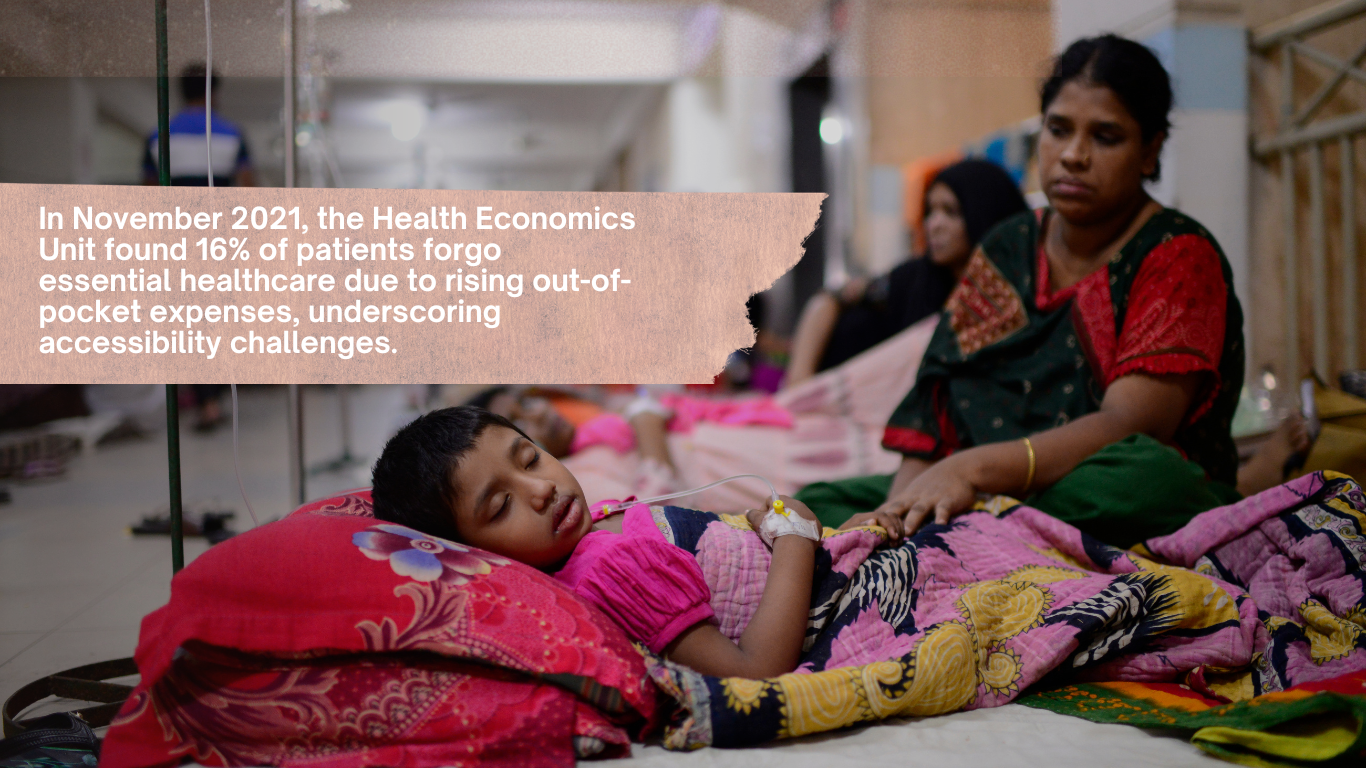 In November 2021, the Health Economics
Unit found 16% of patients forgo
essential healthcare due to rising out-of-
pocket expenses, underscoring
accessibility challenges.